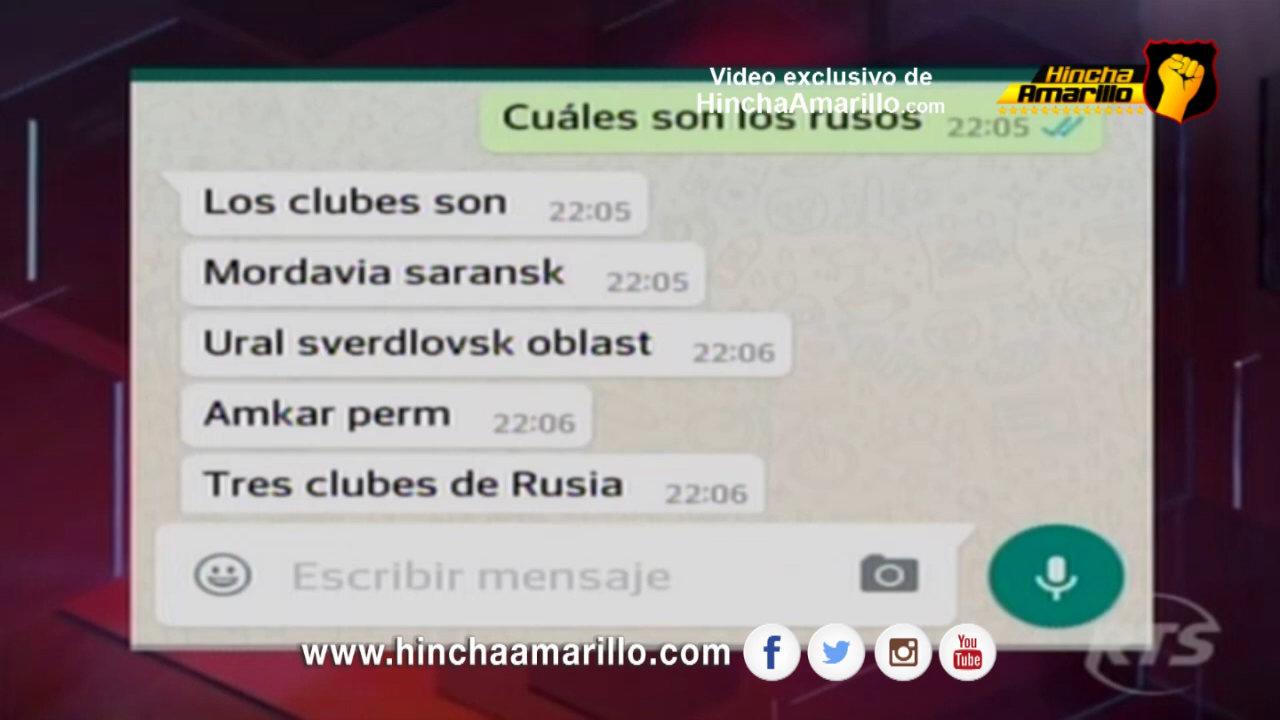 Video exclusivo de
HinchaAmarillo.com
Hincha
Amarillo
Cuáles son los rusos 22:05
Los clubes son 22:05
Mordavia saransk 22:05
Ural sverdlovsk oblast 22:06
Amkar perm 22:06
Tres clubes de Rusia 22:06
Escribir mensaje
www.hinchaamarillo.com f You Tube
RTS